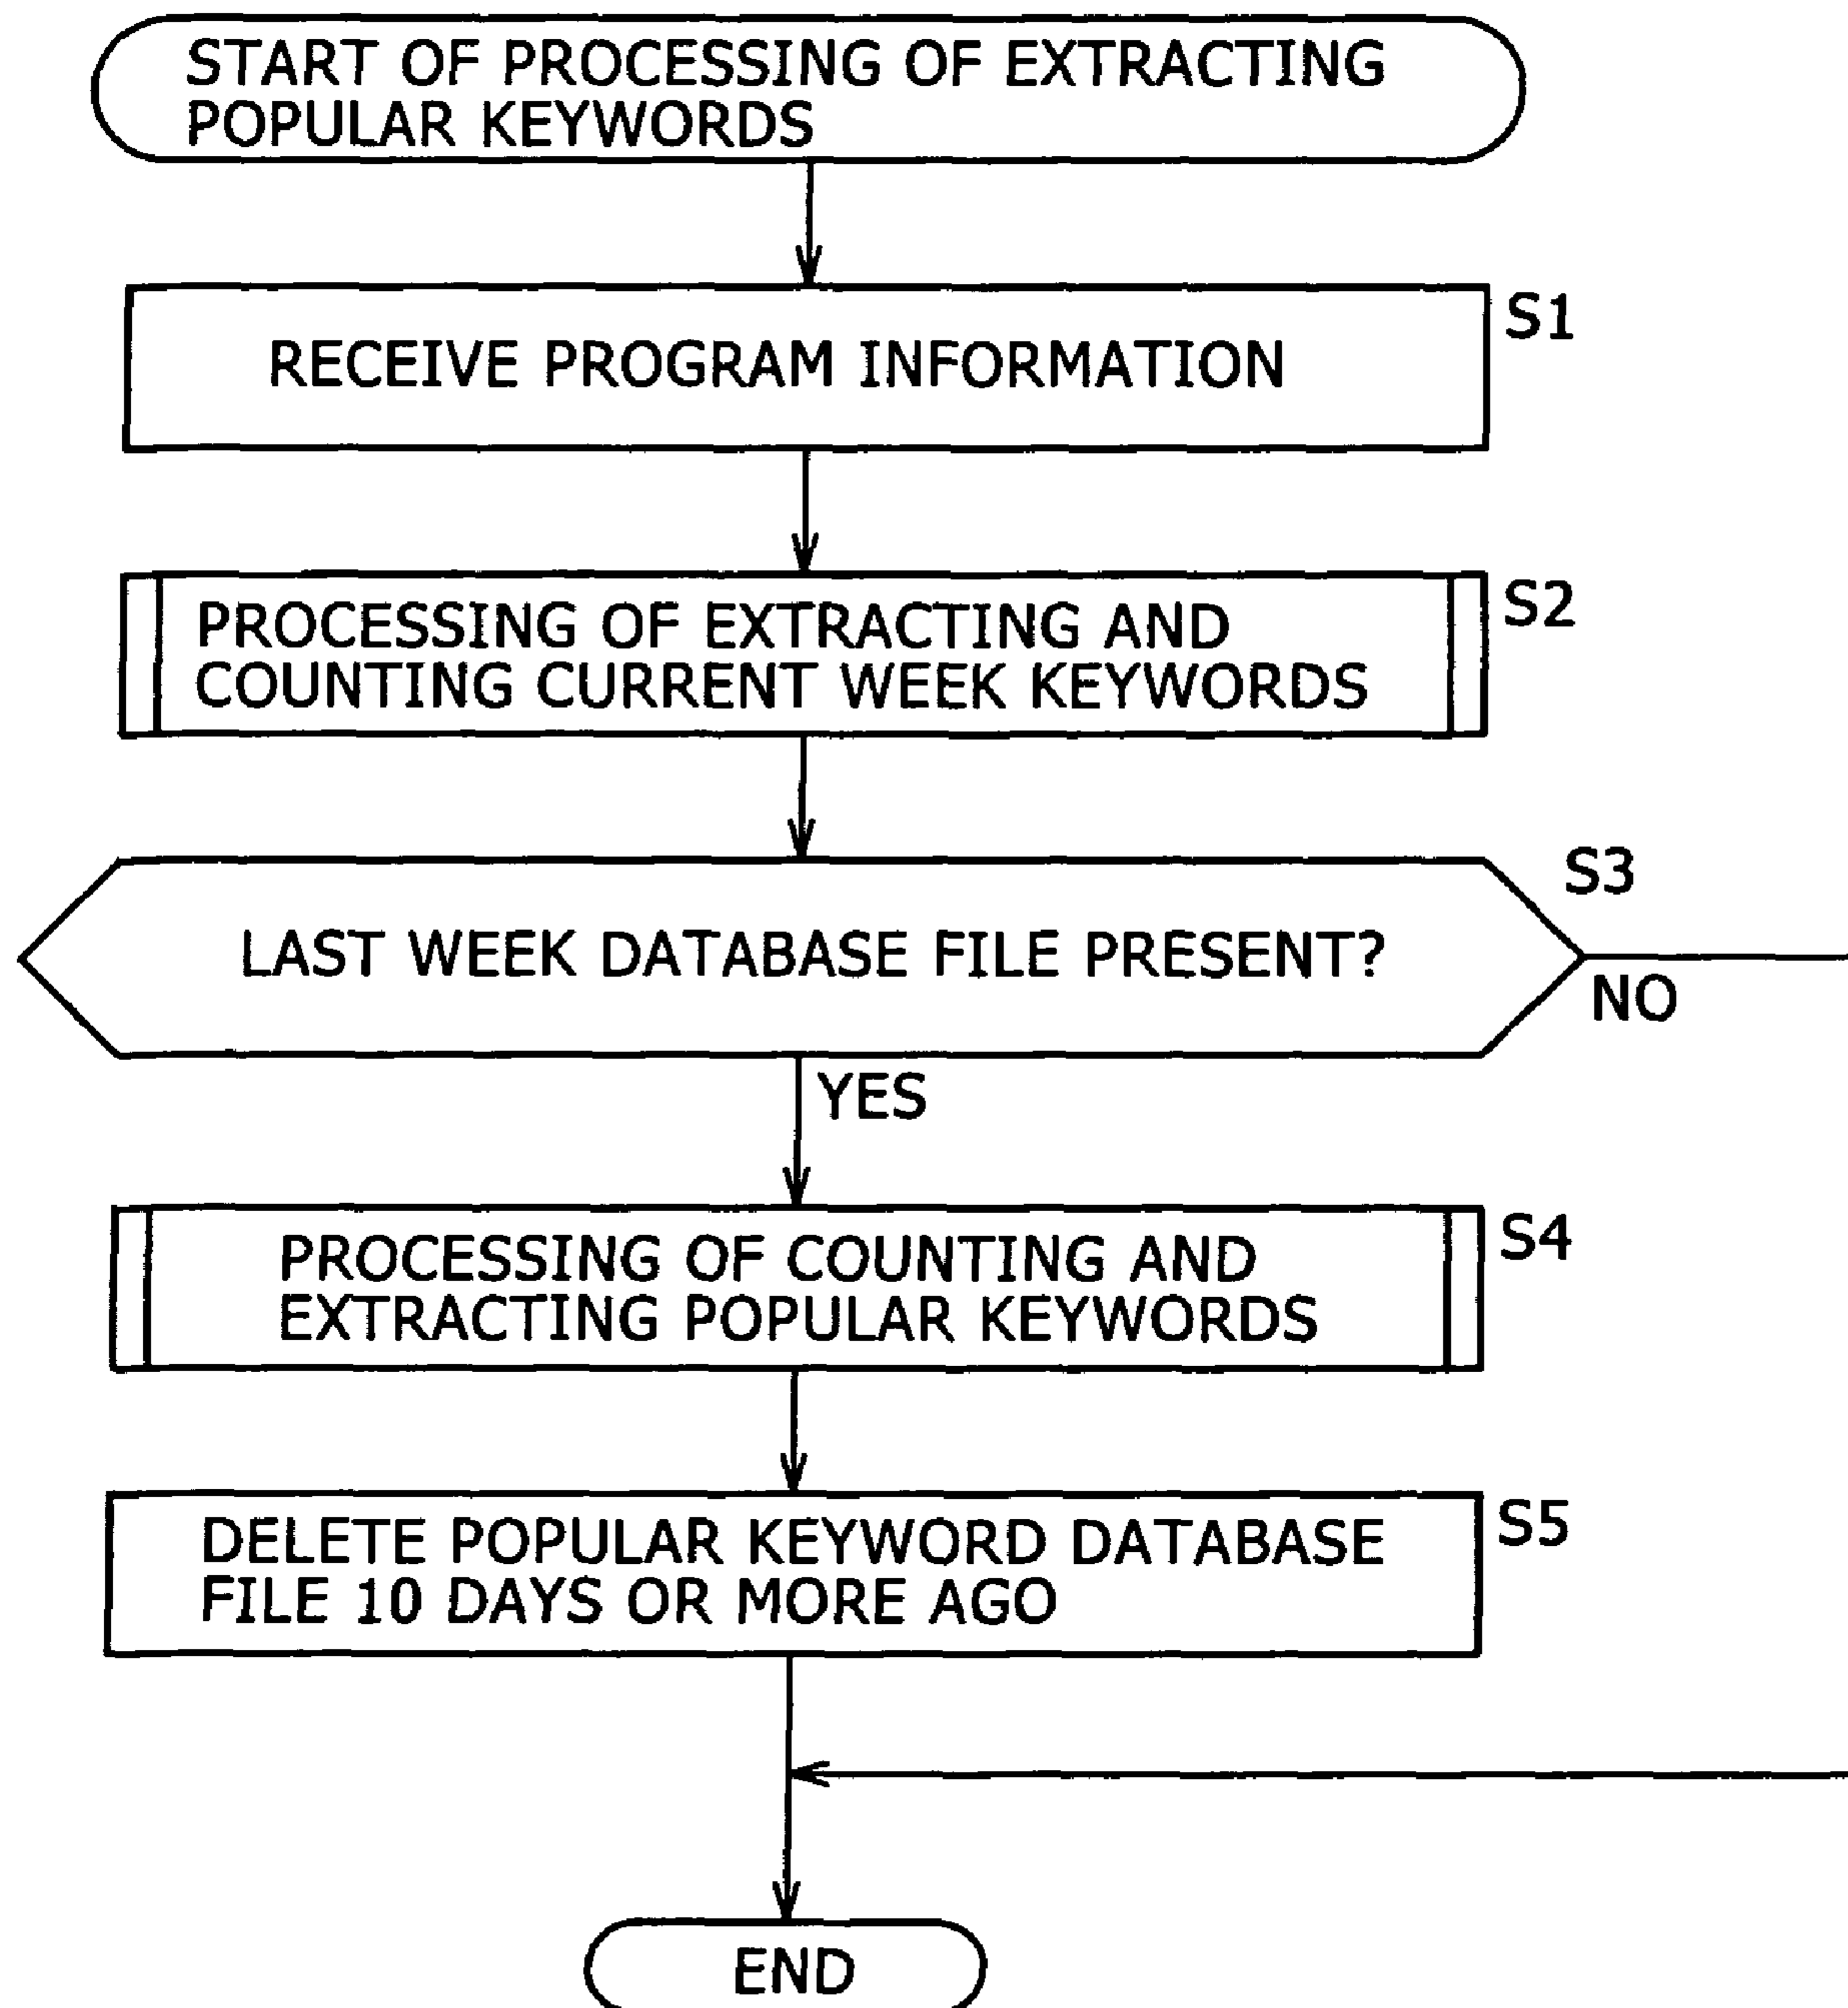 START OF PROCESSING OF EXTRACTING
POPULAR KEYWORDS
S1
RECEIVE PROGRAM INFORMATION
S2
PROCESSING OF EXTRACTING AND
COUNTING CURRENT WEEK KEYWORDS
S3
LAST WEEK DATABASE FILE PRESENT?
NO
YES
S4
PROCESSING OF COUNTING AND
EXTRACTING POPULAR KEYWORDS
S5
DELETE POPULAR KEYWORD DATABASE
FILE 10 DAYS OR MORE AGO
END